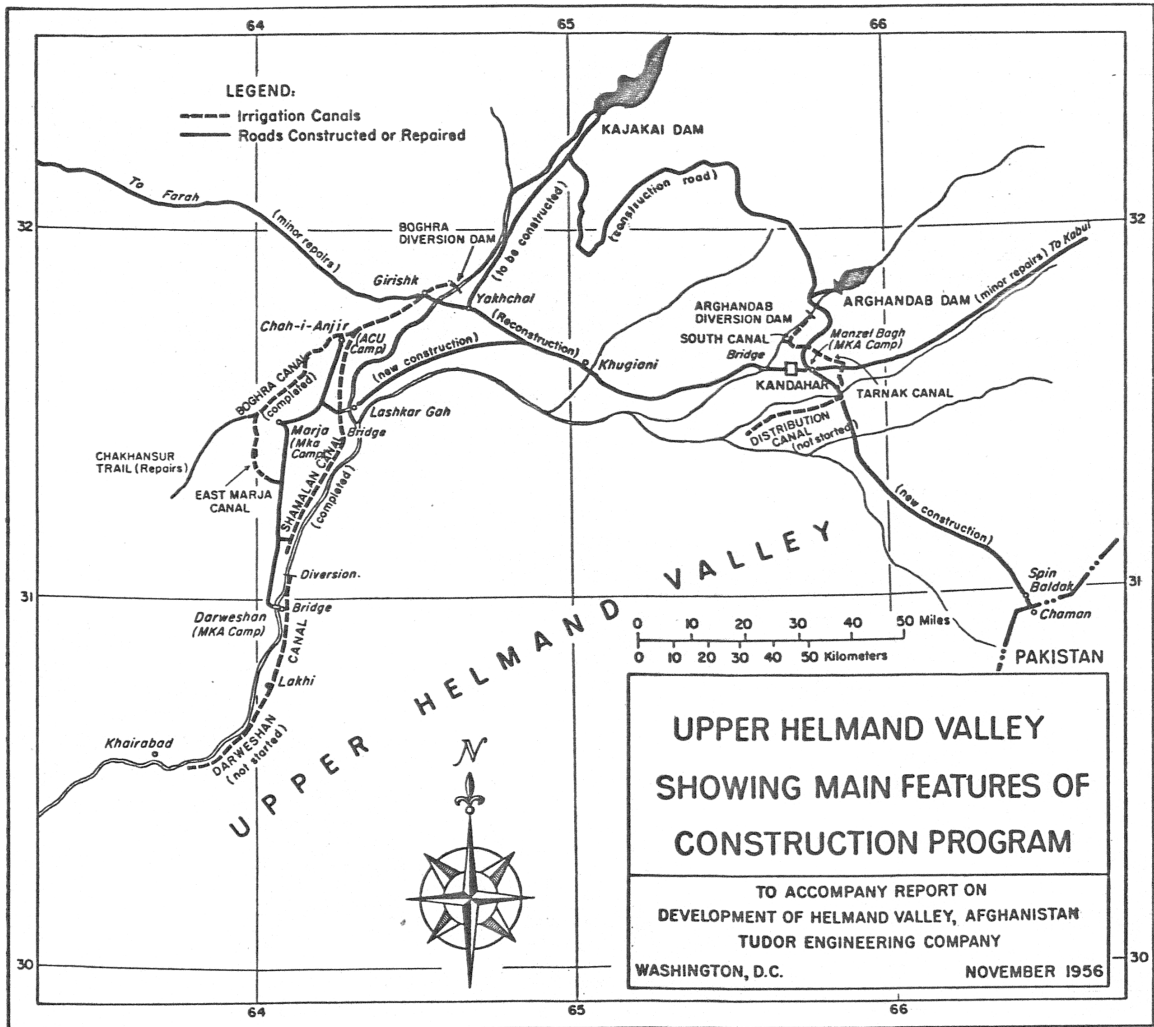 64
65
66
LEGEND:
Irrigation Canals
Roads Constructed or Repaired
KAJAKAI DAM
To Farah
(minor repairs)
32
32
BOGHRA
DIVERSION DAM
(to be constructed)
(construction road)
Girishk
Yakhchal
(minor repairs) To Kabul
ARGHANDAB DAM
ARGHANDAB
DIVERSION DAM
Chah-i-Anjir
(ACU
Camp)
(Reconstruction)
SOUTH CANAL
Bridge
Manzel Bagh
(MKA Camp)
Khugiani
(new construction)
KANDAHAR
TARNAK CANAL
BOGHRA CANAL
(completed)
Lashkar Gah
Bridge
Marja
(Mka
Camp)
DISTRIBUTION
CANAL
(not started)
CHAKHANSUR
TRAIL (Repairs)
EAST MARJA
CANAL
SHAMALAN CANAL
(completed)
(new construction)
Diversion.
31
31
Spin
Baldak
Chaman
Darweshan
(MKA Camp)
Bridge
0 10 20 30 40 50 Miles
0 10 20 30 40 50 Kilometers
PAKISTAN
Lakhi
DARWESHAN CANAL
(not started)
Khairabad
UPPER HELMAND VALLEY
N
UPPER HELMAND VALLEY
SHOWING MAIN FEATURES OF
CONSTRUCTION PROGRAM
TO ACCOMPANY REPORT ON
DEVELOPMENT OF HELMAND VALLEY, AFGHANISTAN
TUDOR ENGINEERING COMPANY
WASHINGTON, D.C. NOVEMBER 1956
30
30
64
65
66